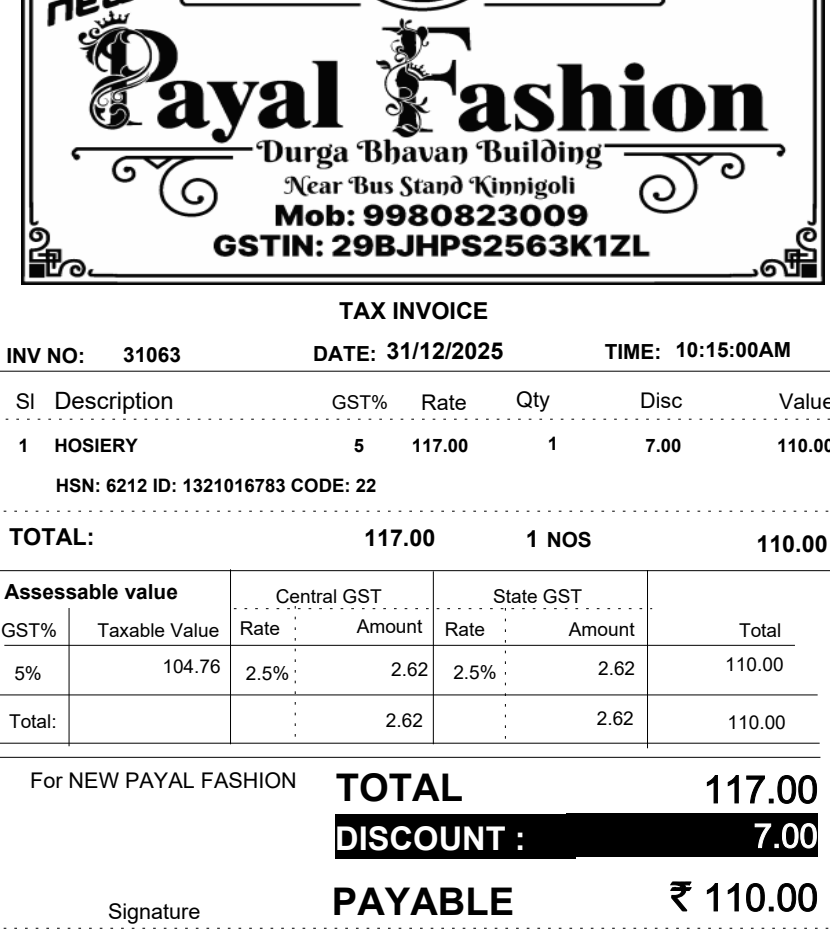 new
Payal Fashion
Durga Bhavan Building
Near Bus Stand Kinnigoli
Mob: 9980823009
GSTIN: 29BJHPS2563K1ZL
TAX INVOICE
INV NO: 31063 DATE: 31/12/2025 TIME: 10:15:00AM
Sl Description GST% Rate Qty Disc Value
1 HOSIERY 5 117.00 1 7.00 110.00
HSN: 6212 ID: 1321016783 CODE: 22
TOTAL: 117.00 1 NOS 110.00
Assessable value Central GST State GST
GST% Taxable Value Rate Amount Rate Amount Total
5% 104.76 2.5% 2.62 2.5% 2.62 110.00
Total: 2.62 2.62 110.00
For NEW PAYAL FASHION TOTAL 117.00
DISCOUNT : 7.00
Signature PAYABLE ₹ 110.00